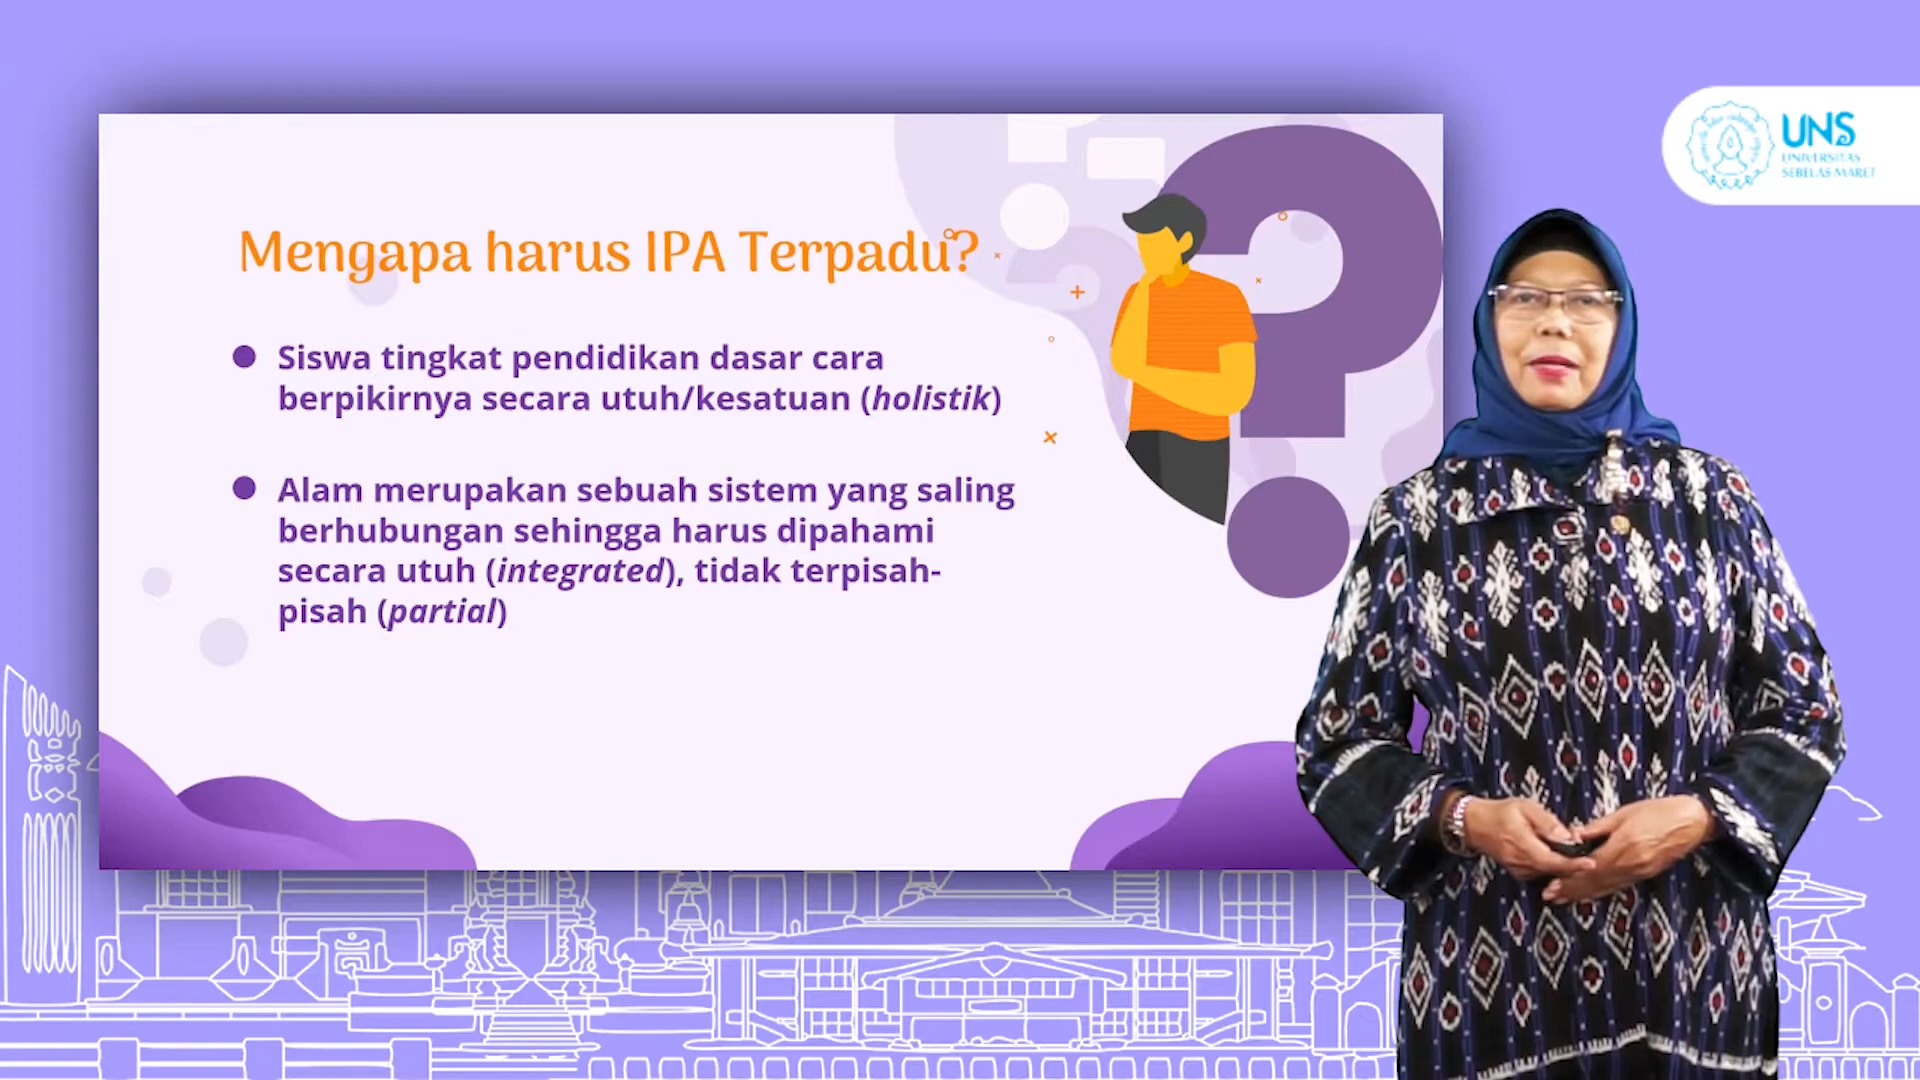 Mengapa harus IPA Terpadu?
Siswa tingkat pendidikan dasar cara
berpikirnya secara utuh/kesatuan (holistik)
Alam merupakan sebuah sistem yang saling
berhubungan sehingga harus dipahami
secara utuh (integrated), tidak terpisah-
pisah (partial)
UNS
UNIVERSITAS
SEBELAS MARET